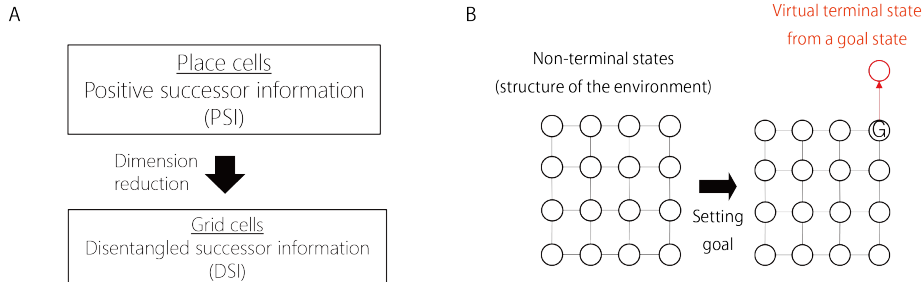 A
Place cells
Positive successor information
(PSI)
Dimension
reduction
Grid cells
Disentangled successor information
(DSI)
B
Non-terminal states
(structure of the environment)
Setting
goal
Virtual terminal state
from a goal state
G